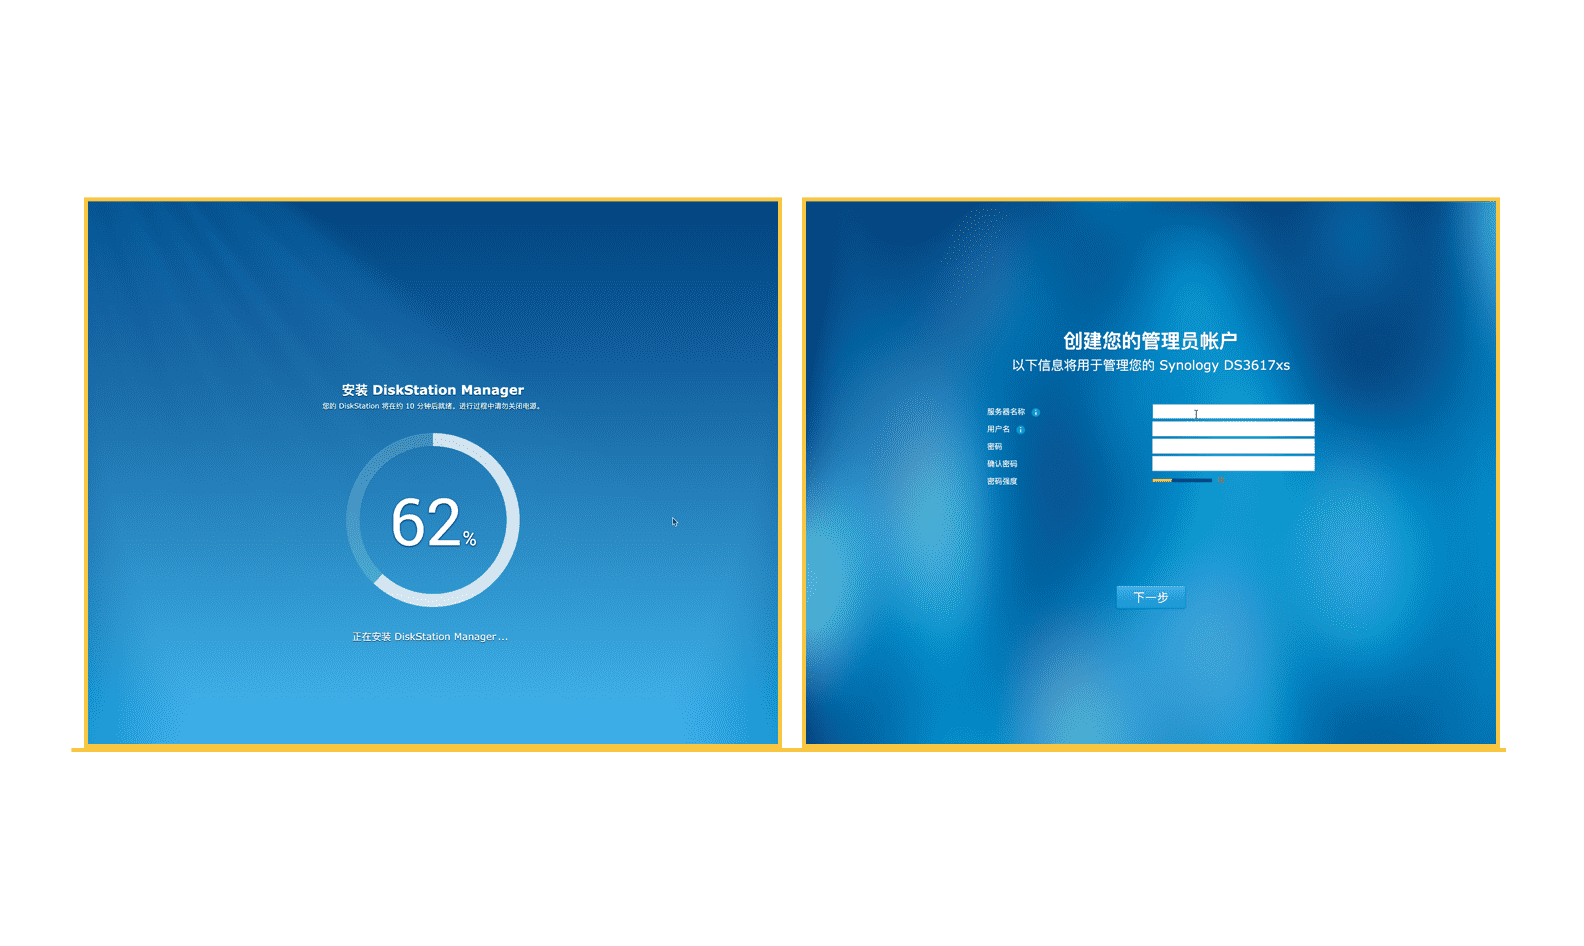 安装 DiskStation Manager
您的 DiskStation 将在约 10 分钟后就绪。进行过程中请勿关闭电源。
62%
正在安装 DiskStation Manager...
创建您的管理员帐户
以下信息将用于管理您的 Synology DS3617xs
服务器名称
用户名
密码
确认密码
密码强度
下一步